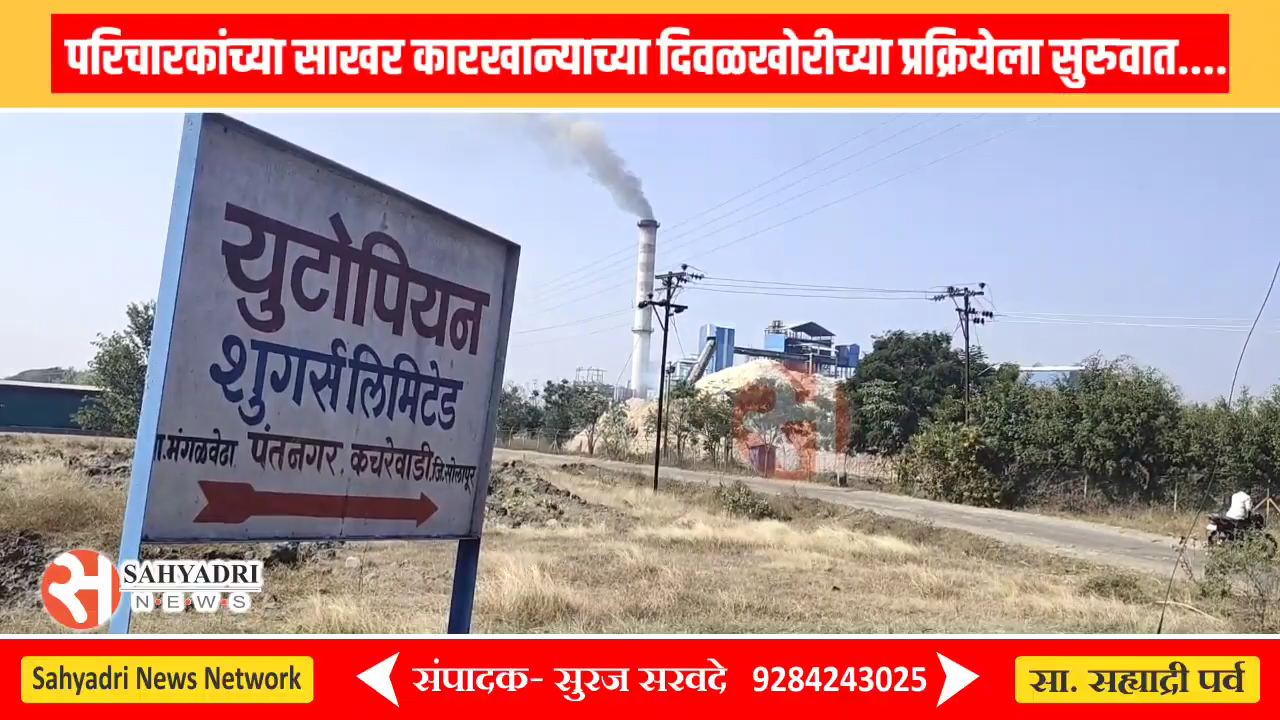 परिचारकांच्या साखर कारखान्याच्या दिवळखोरीच्या प्रक्रियेला सुरुवात....
युटोपियन
शुगर्स लिमिटेड
ा.मंगळवेढा, पंतनगर, कचरेवाडी,जि.सोलापूर
SAHYADRI
NEWS
Sahyadri News Network
संपादक- सुरज सरवदे 9284243025
सा. सह्याद्री पर्व